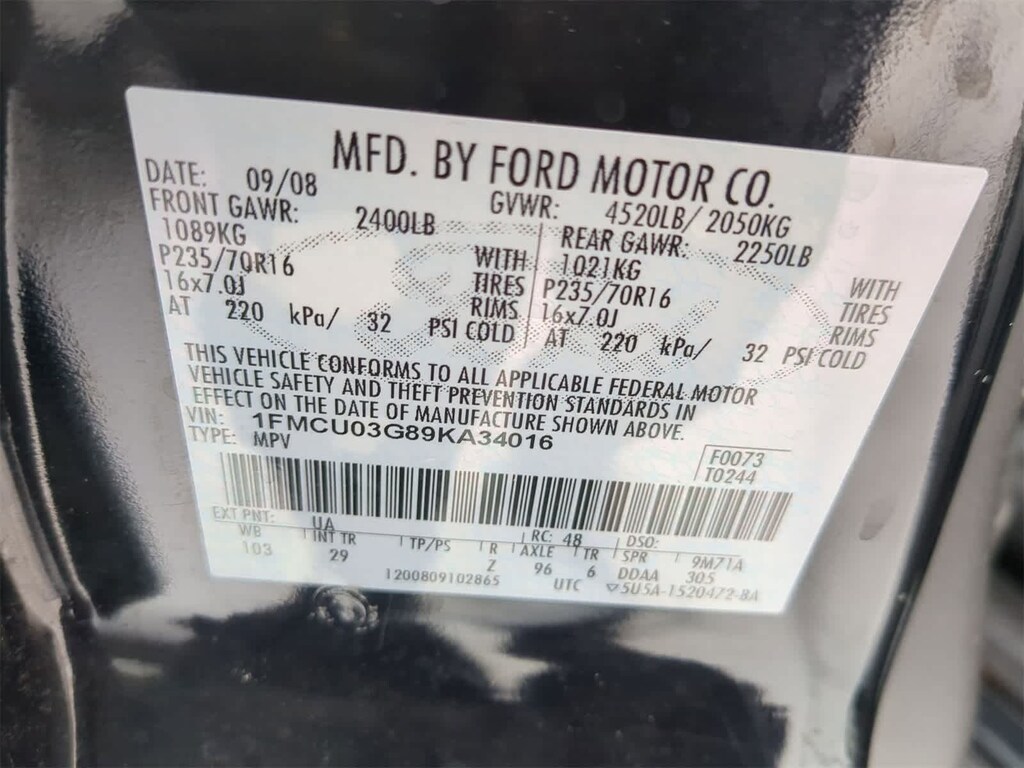 MFD. BY FORD MOTOR CO.
DATE: 09/08 GVWR: 4520LB/ 2050KG
FRONT GAWR: 2400LB REAR GAWR: 2250LB
1089KG WITH 1021KG WITH
P235/70R16 TIRES P235/70R16 TIRES
16x7.0J RIMS 16x7.0J RIMS
AT 220 kPa/ 32 PSI COLD AT 220 kPa/ 32 PSI COLD
THIS VEHICLE CONFORMS TO ALL APPLICABLE FEDERAL MOTOR
VEHICLE SAFETY AND THEFT PREVENTION STANDARDS IN
EFFECT ON THE DATE OF MANUFACTURE SHOWN ABOVE.
VIN: 1FMCU03G89KA34016
TYPE: MPV
F0073
T0244
EXT PNT: UA RC: 48 DSO:
WB INT TR TP/PS R AXLE TR SPR 9M71A
103 29 Z 96 6 DDAA 305
1200809102865 UTC ▽5U5A-1520472-BA